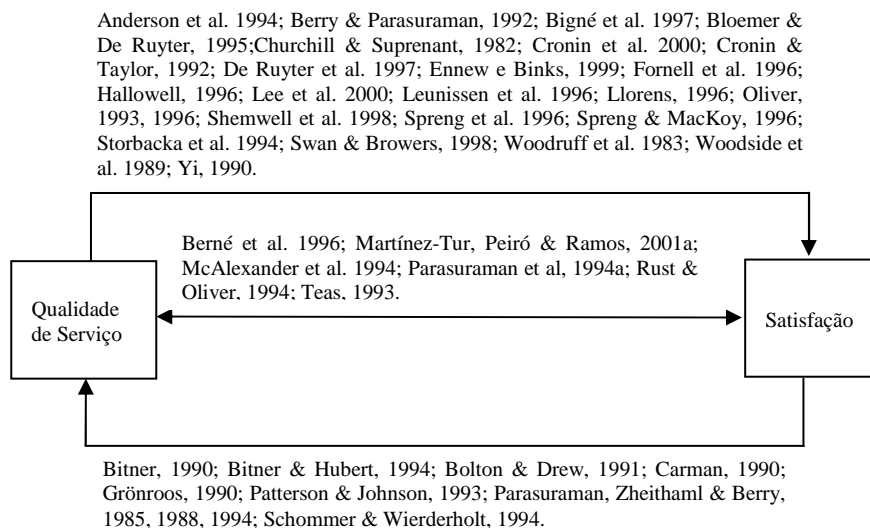 Anderson et al. 1994; Berry & Parasuraman, 1992; Bigné et al. 1997; Bloemer &
De Ruyter, 1995;Churchill & Suprenant, 1982; Cronin et al. 2000; Cronin &
Taylor, 1992; De Ruyter et al. 1997; Ennew e Binks, 1999; Fornell et al. 1996;
Hallowell, 1996; Lee et al. 2000; Leunissen et al. 1996; Llorens, 1996; Oliver,
1993, 1996; Shemwell et al. 1998; Spreng et al. 1996; Spreng & MacKoy, 1996;
Storbacka et al. 1994; Swan & Browers, 1998; Woodruff et al. 1983; Woodside et
al. 1989; Yi, 1990.
Berné et al. 1996; Martínez-Tur, Peiró & Ramos, 2001a;
McAlexander et al. 1994; Parasuraman et al, 1994a; Rust &
Oliver, 1994; Teas, 1993.
Qualidade
de Serviço
Satisfação
Bitner, 1990; Bitner & Hubert, 1994; Bolton & Drew, 1991; Carman, 1990;
Grönroos, 1990; Patterson & Johnson, 1993; Parasuraman, Zheithaml & Berry,
1985, 1988, 1994; Schommer & Wierderholt, 1994.